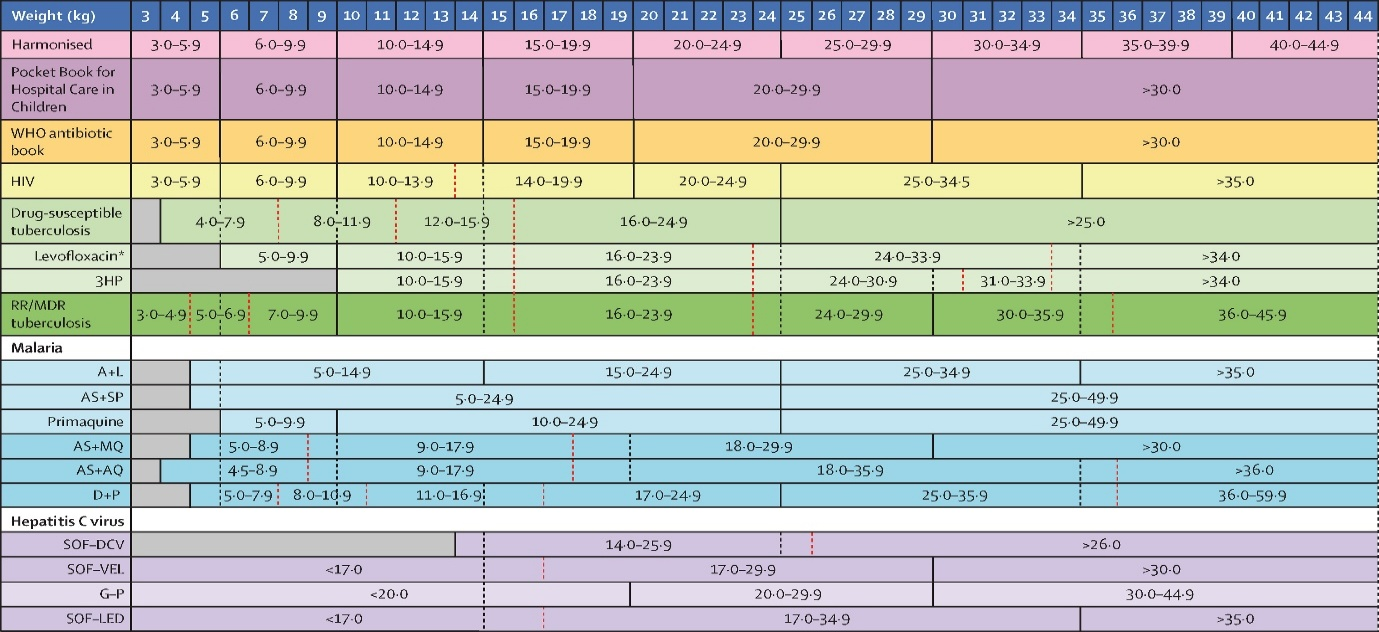 Weight (kg) 3 4 5 6 7 8 9 10 11 12 13 14 15 16 17 18 19 20 21 22 23 24 25 26 27 28 29 30 31 32 33 34 35 36 37 38 39 40 41 42 43 44
Harmonised 3·0–5·9 6·0–9·9 10·0–14·9 15·0–19·9 20·0–24·9 25·0–29·9 30·0–34·9 35·0–39·9 40·0–44·9
Pocket Book for
Hospital Care in
Children
3·0–5·9 6·0–9·9 10·0–14·9 15·0–19·9 20·0–29·9 >30·0
WHO antibiotic
book
3·0–5·9 6·0–9·9 10·0–14·9 15·0–19·9 20·0–29·9 >30·0
HIV 3·0–5·9 6·0–9·9 10·0–13·9 14·0–19·9 20·0–24·9 25·0–34·5 >35·0
Drug-susceptible
tuberculosis
4·0–7·9 8·0–11·9 12·0–15·9 16·0–24·9 >25·0
Levofloxacin* 5·0–9·9 10·0–15·9 16·0–23·9 24·0–33·9 >34·0
3HP 10·0–15·9 16·0–23·9 24·0–30·9 31·0–33·9 >34·0
RR/MDR
tuberculosis
3·0–4·9 5·0–6·9 7·0–9·9 10·0–15·9 16·0–23·9 24·0–29·9 30·0–35·9 36·0–45·9
Malaria
A+L 5·0–14·9 15·0–24·9 25·0–34·9 >35·0
AS+SP 5·0–24·9 25·0–49·9
Primaquine 5·0–9·9 10·0–24·9 25·0–49·9
AS+MQ 5·0–8·9 9·0–17·9 18·0–29·9 >30·0
AS+AQ 4·5–8·9 9·0–17·9 18·0–35·9 >36·0
D+P 5·0–7·9 8·0–10·9 11·0–16·9 17·0–24·9 25·0–35·9 36·0–59·9
Hepatitis C virus
SOF–DCV 14·0–25·9 >26·0
SOF–VEL <17·0 17·0–29·9 >30·0
G–P <20·0 20·0–29·9 30·0–44·9
SOF–LED <17·0 17·0–34·9 >35·0